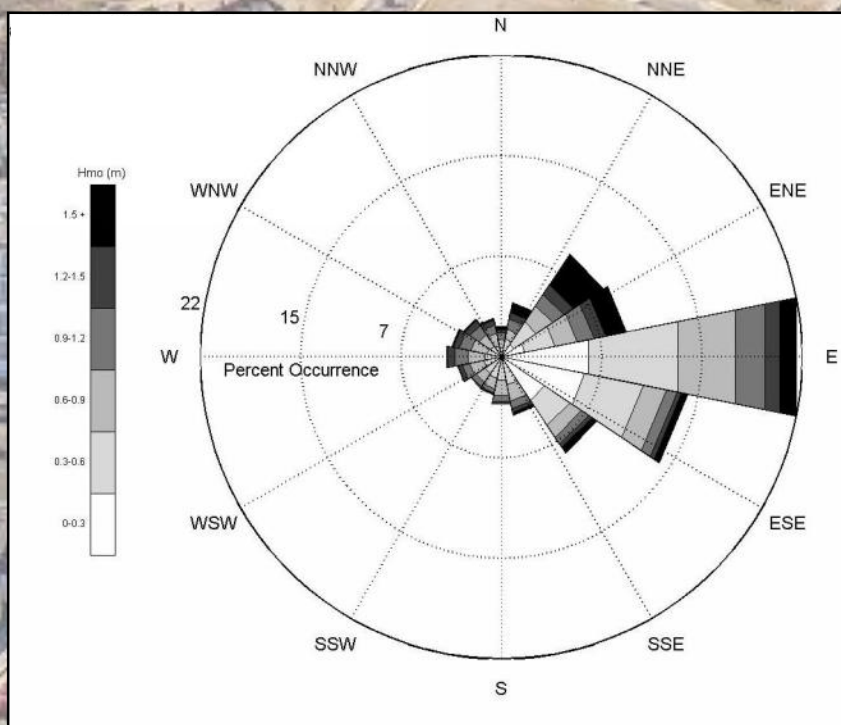 N
NNW
NNE
Hmo (m)
1.5 +
1.2-1.5
0.9-1.2
0.6-0.9
0.3-0.6
0-0.3
WNW
ENE
22
15
7
W
Percent Occurrence
E
WSW
ESE
SSW
SSE
S